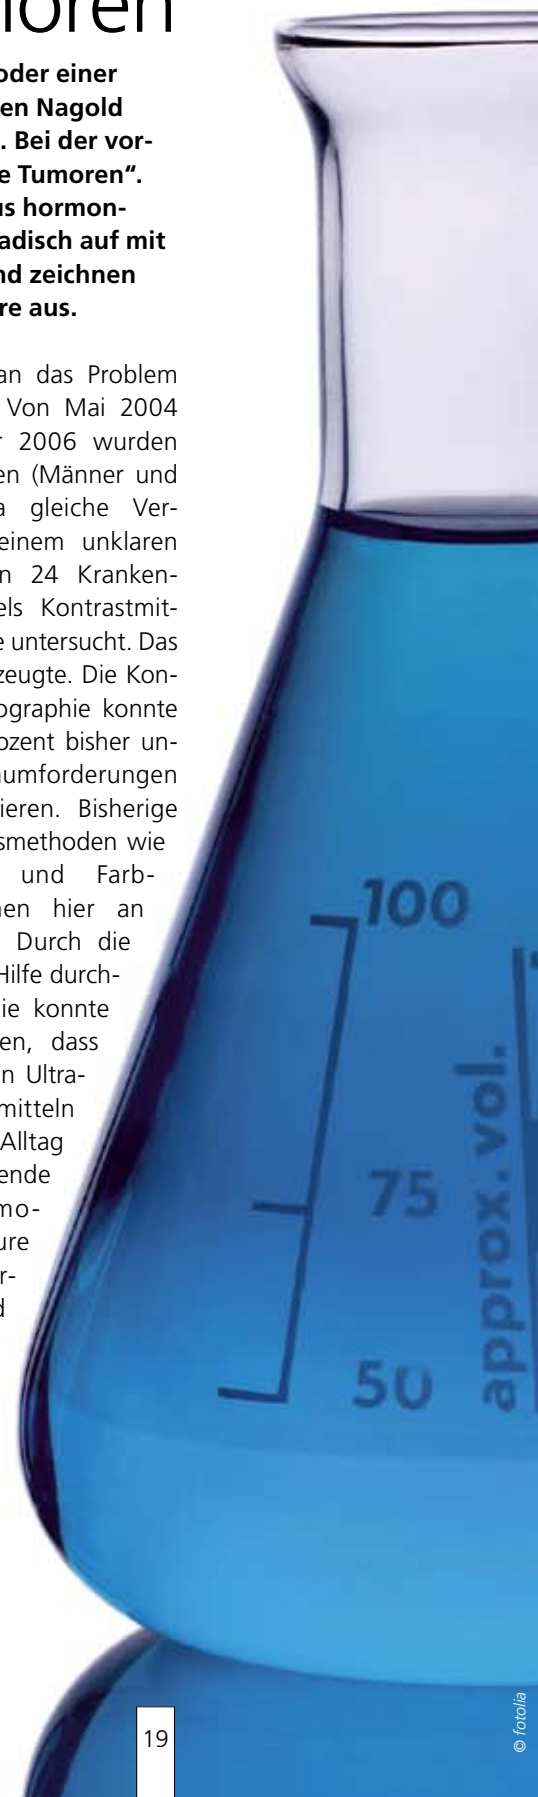 oren
oder einer
en Nagold
. Bei der vor-
e Tumoren“.
us hormon-
adisch auf mit
nd zeichnen
re aus.
an das Problem
Von Mai 2004
r 2006 wurden
en (Männer und
a gleiche Ver-
einem unklaren
n 24 Kranken-
els Kontrastmit-
e untersucht. Das
zeugte. Die Kon-
ographie konnte
ozent bisher un-
aumforderungen
ieren. Bisherige
smethoden wie
und Farb-
nen hier an
Durch die
Hilfe durch-
ie konnte
en, dass
n Ultra-
mitteln
Alltag
ende
mo-
ure
r-
d
100
75
50
approx. vol.
19
© fotolia